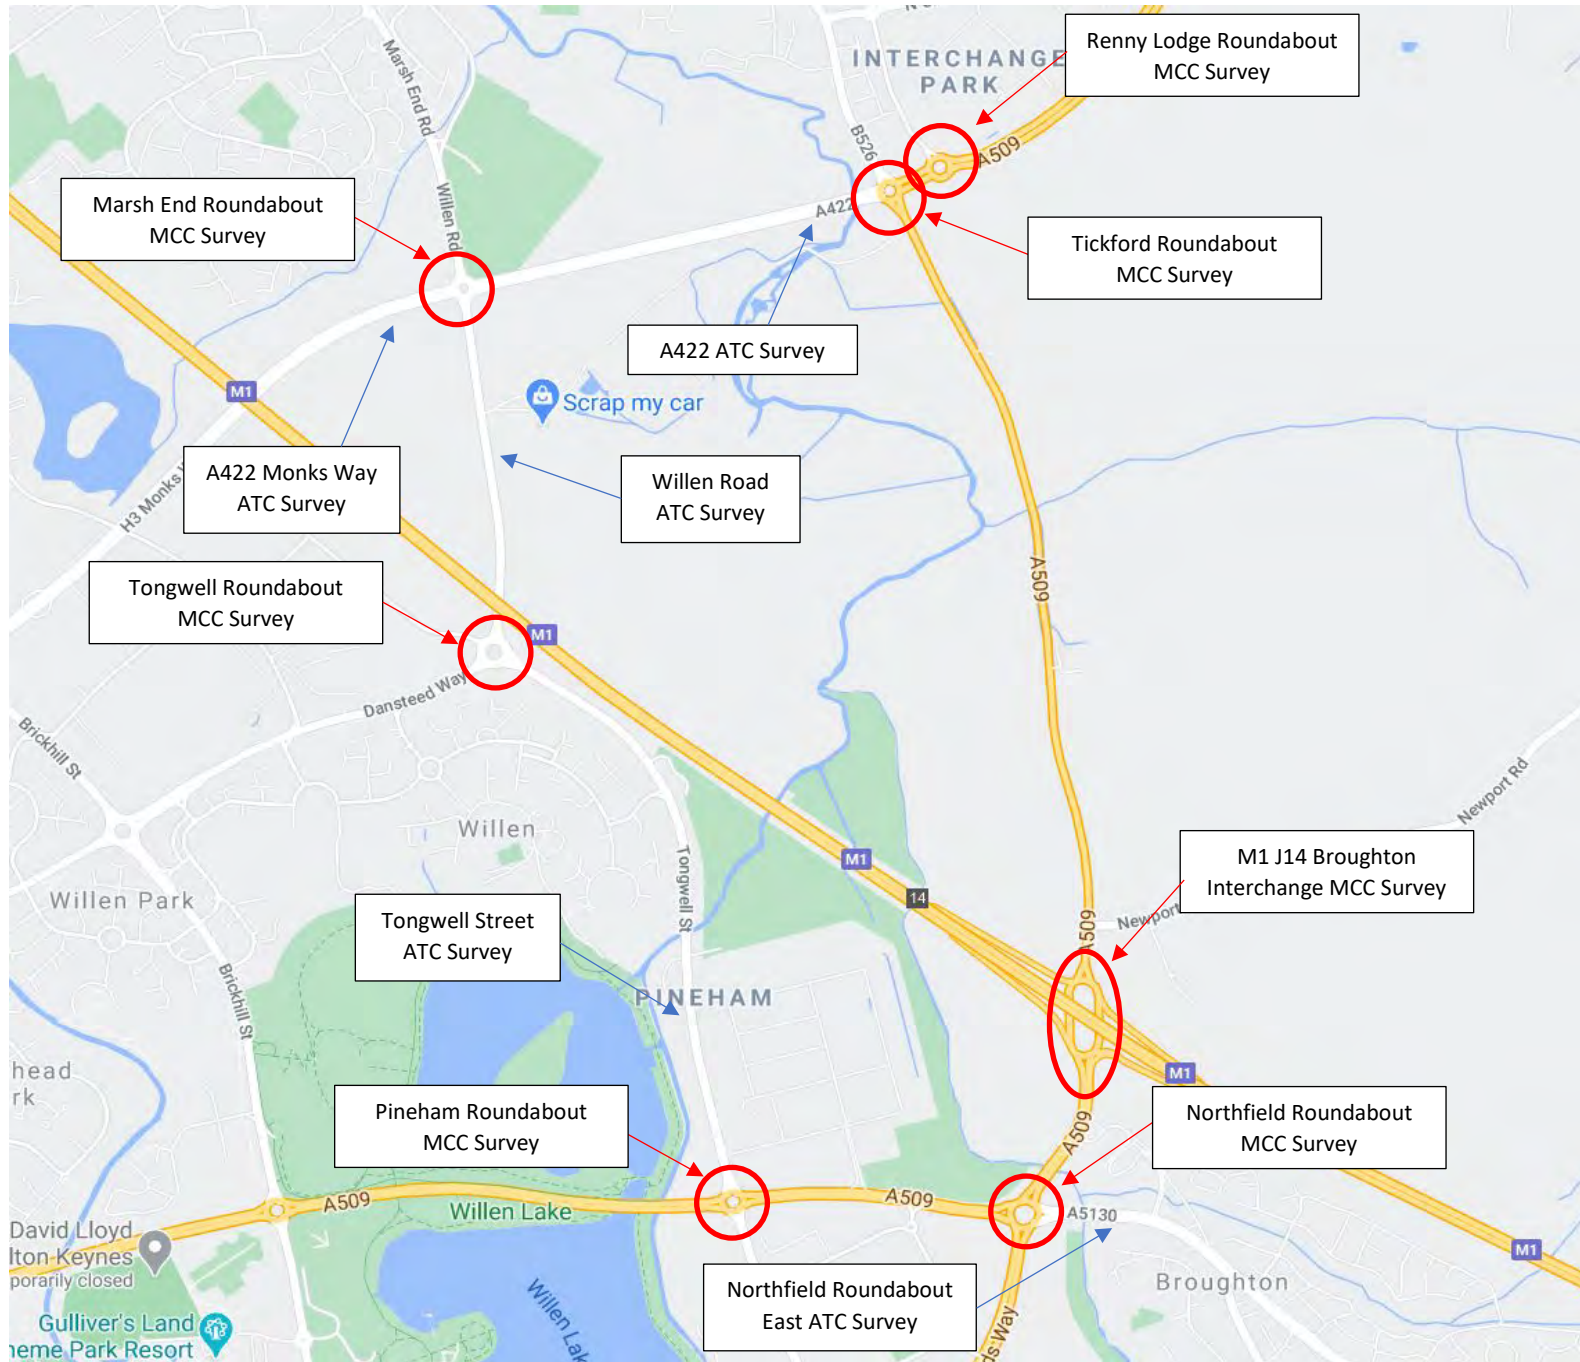 Renny Lodge Roundabout
MCC Survey
INTERCHANGE
PARK
Marsh End Rd
B526
A509
Marsh End Roundabout
MCC Survey
Willen Rd
A422
Tickford Roundabout
MCC Survey
A422 ATC Survey
M1
Scrap my car
A422 Monks Way
ATC Survey
H3 Monks
Willen Road
ATC Survey
A509
Tongwell Roundabout
MCC Survey
M1
Dansteed Way
Brickhill St
Newport Rd
Willen
Tongwell St
M1
M1 J14 Broughton
Interchange MCC Survey
Willen Park
14
Newport
A509
Tongwell Street
ATC Survey
Brickhill St
PINEHAM
head
rk
M1
Pineham Roundabout
MCC Survey
Northfield Roundabout
MCC Survey
A509
A509
Willen Lake
A509
A5130
David Lloyd
lton Keynes
porarily closed
M1
Northfield Roundabout
East ATC Survey
Broughton
Willen Lak
Gulliver's Land
heme Park Resort
ds Way